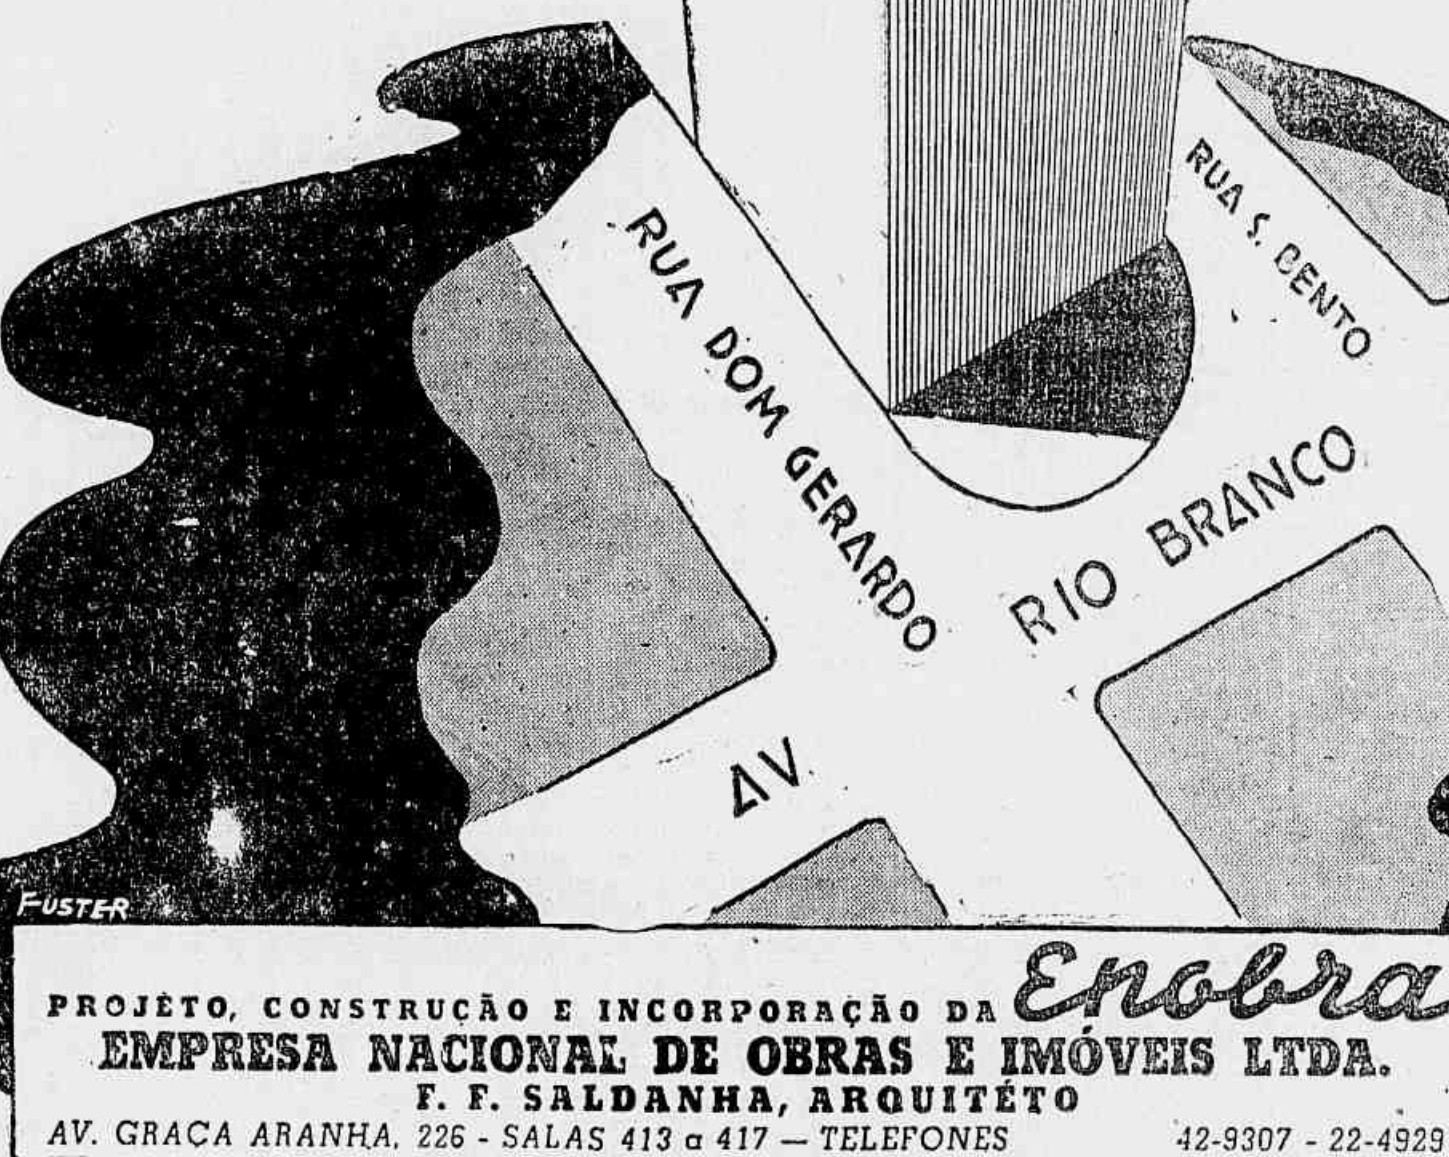 RUA S. BENTO
RUA DOM GERARDO
AV. RIO BRANCO
FUSTER
PROJÉTO, CONSTRUÇÃO E INCORPORAÇÃO DA Enobra
EMPRESA NACIONAL DE OBRAS E IMÓVEIS LTDA.
F. F. SALDANHA, ARQUITÉTO
AV. GRAÇA ARANHA, 226 - SALAS 413 a 417 — TELEFONES 42-9307 - 22-4929